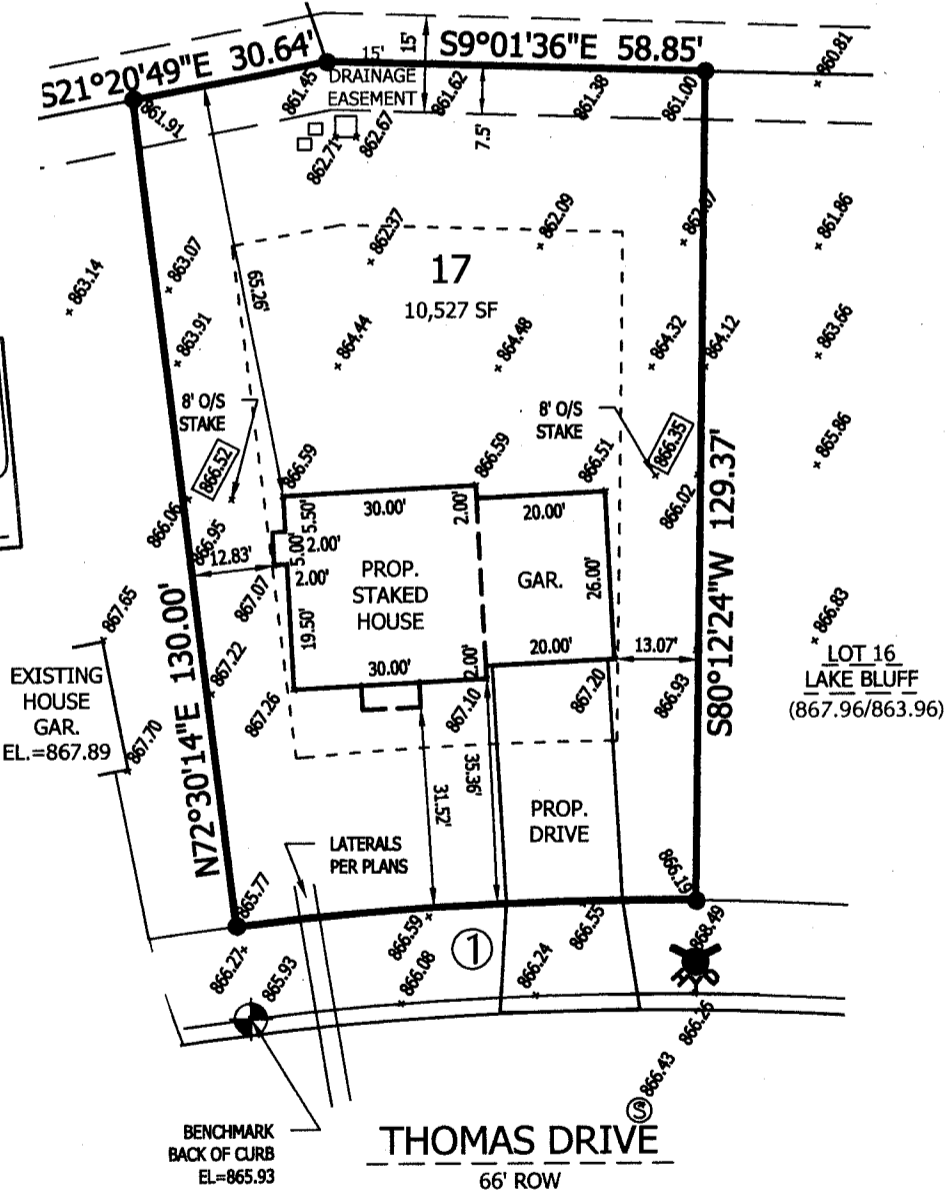 S21°20'49"E 30.64'
S9°01'36"E 58.85'
15'
15'
DRAINAGE
EASEMENT
7.5'
860.81
861.91
861.45
861.62
861.38
861.00
862.71
862.67
862.37
862.09
861.86
863.14
863.07
65.26'
17
10,527 SF
863.91
864.44
864.48
864.32
864.12
863.66
8' O/S
STAKE
8' O/S
STAKE
866.52
866.59
866.59
866.51
866.35
865.86
866.06
866.95
866.02
30.00'
2.00'
20.00'
5.50'
5.00'
2.00'
2.00'
12.83'
PROP.
STAKED
HOUSE
GAR.
26.00'
19.50'
867.65
867.07
867.22
867.26
30.00'
2.00'
20.00'
13.07'
867.10
867.20
866.93
866.83
N72°30'14"E 130.00'
S80°12'24"W 129.37'
EXISTING
HOUSE
GAR.
EL.=867.89
867.70
LOT 16
LAKE BLUFF
(867.96/863.96)
31.52'
35.36'
PROP.
DRIVE
LATERALS
PER PLANS
865.77
866.19
866.27
865.93
866.59
866.08
1
866.24
866.55
868.49
HYD
866.26
866.43
S
BENCHMARK
BACK OF CURB
EL=865.93
THOMAS DRIVE
66' ROW